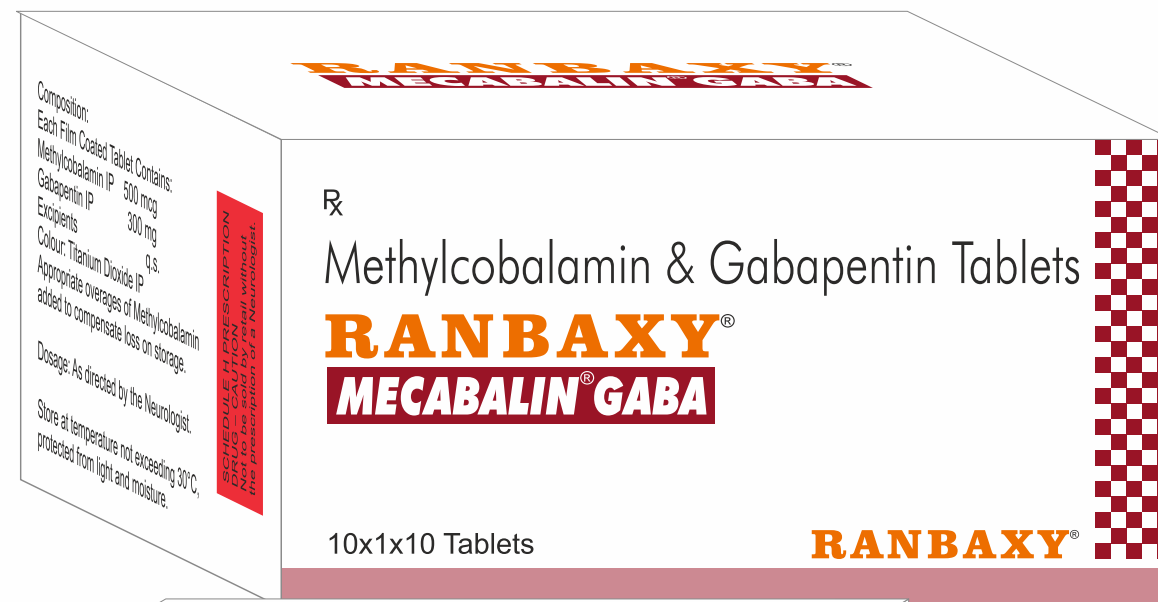 RANBAXY®
MECABALIN® GABA
Composition:
Each Film Coated Tablet Contains:
Methylcobalamin IP 500 mcg
Gabapentin IP 300 mg
Excipients q.s.
Colour: Titanium Dioxide IP
Appropriate overages of Methylcobalamin
added to compensate loss on storage.
Dosage: As directed by the Neurologist.
Store at temperature not exceeding 30°C,
protected from light and moisture.
SCHEDULE H PRESCRIPTION
DRUG – CAUTION
Not to be sold by retail without
the prescription of a Neurologist.
Rx
Methylcobalamin & Gabapentin Tablets
RANBAXY®
MECABALIN® GABA
10x1x10 Tablets
RANBAXY®